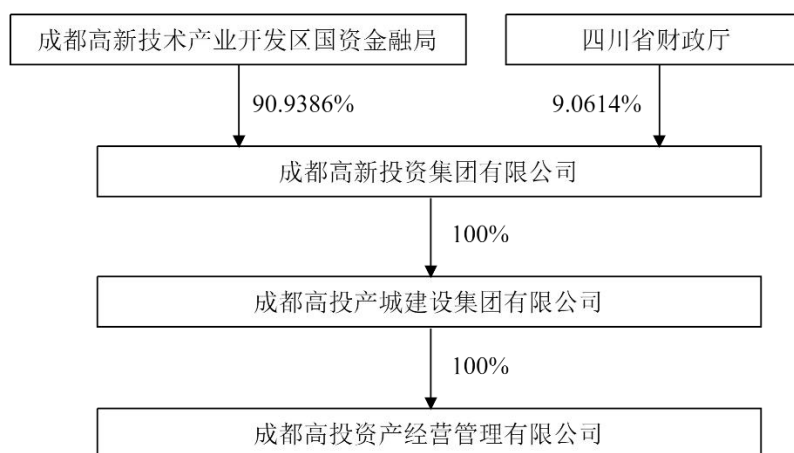 成都高新技术产业开发区国资金融局
四川省财政厅
90.9386%
9.0614%
成都高新投资集团有限公司
100%
成都高投产城建设集团有限公司
100%
成都高投资产经营管理有限公司